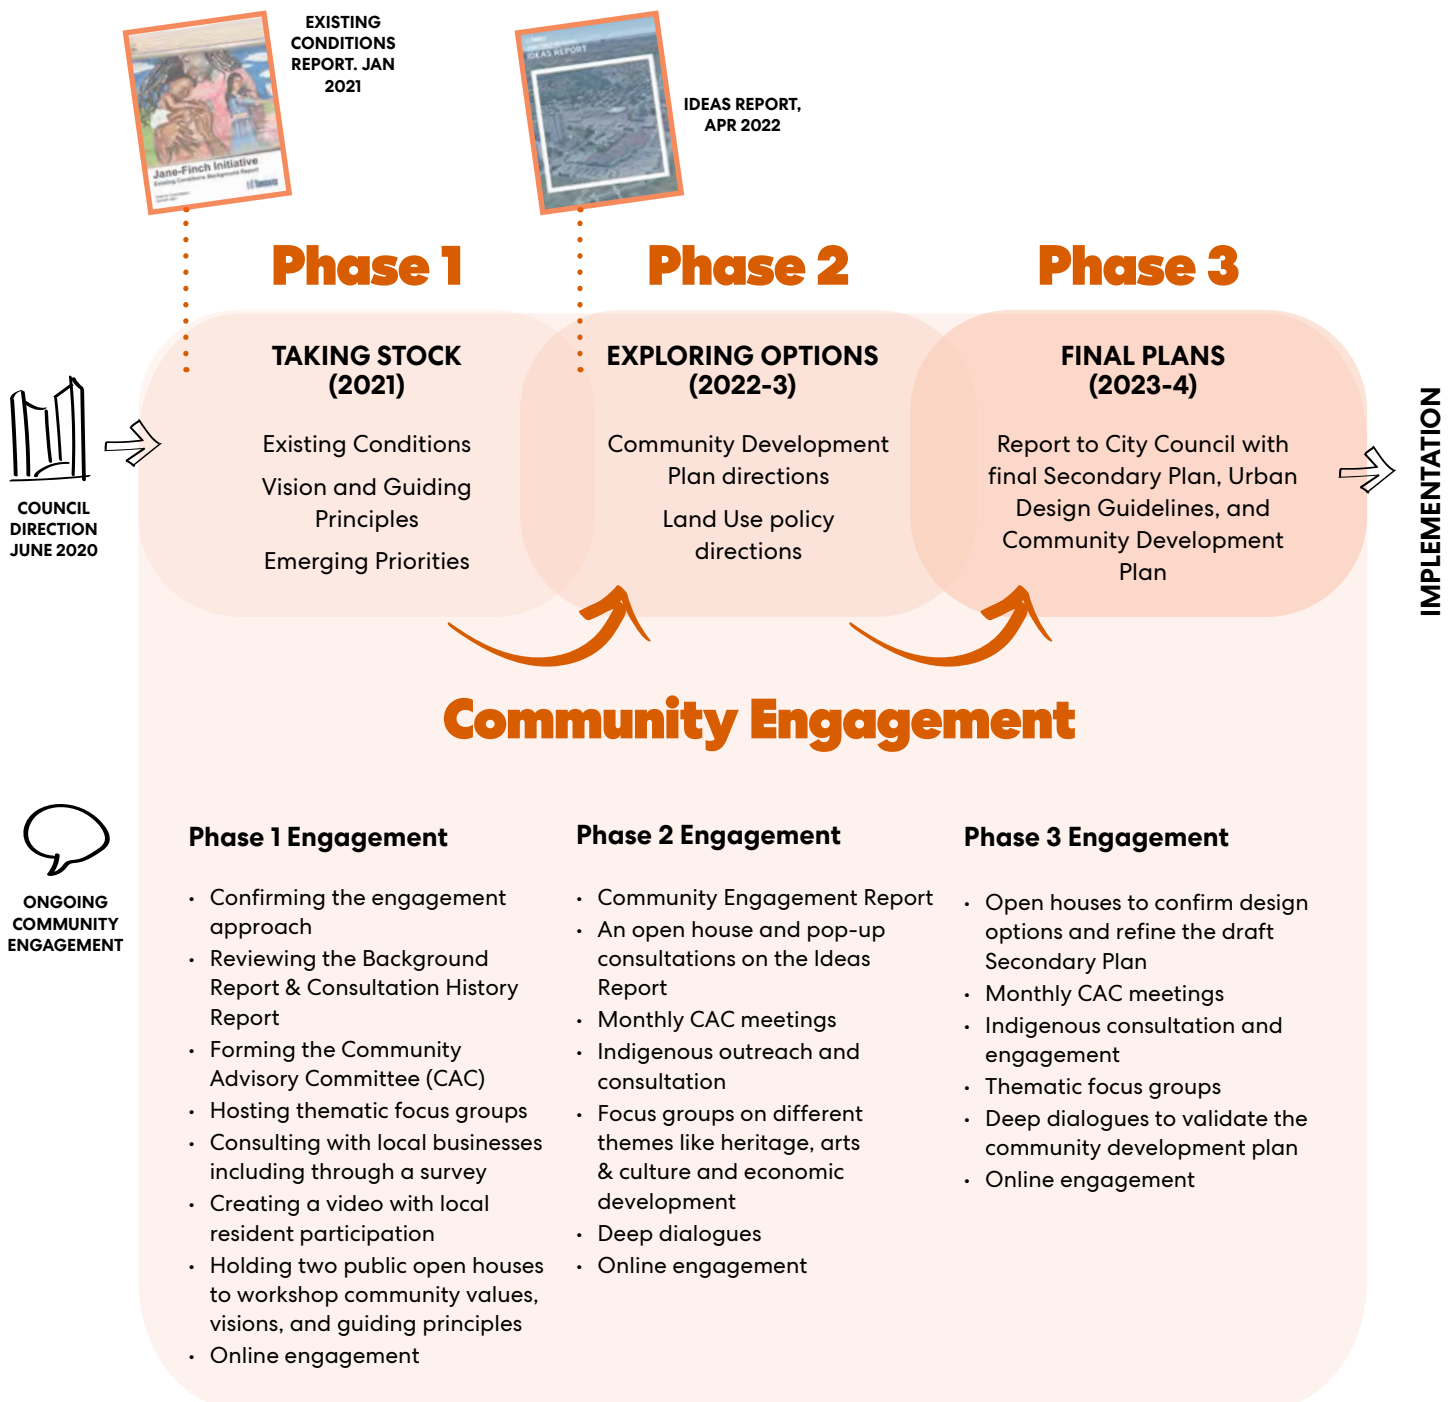 EXISTING
CONDITIONS
REPORT. JAN
2021
Jane-Finch Initiative
Existing Conditions Background Report
IDEAS REPORT
IDEAS REPORT,
APR 2022
Phase 1
Phase 2
Phase 3
COUNCIL
DIRECTION
JUNE 2020
TAKING STOCK
(2021)
Existing Conditions
Vision and Guiding
Principles
Emerging Priorities
EXPLORING OPTIONS
(2022-3)
Community Development
Plan directions
Land Use policy
directions
FINAL PLANS
(2023-4)
Report to City Council with
final Secondary Plan, Urban
Design Guidelines, and
Community Development
Plan
IMPLEMENTATION
Community Engagement
ONGOING
COMMUNITY
ENGAGEMENT
Phase 1 Engagement
• Confirming the engagement
approach
• Reviewing the Background
Report & Consultation History
Report
• Forming the Community
Advisory Committee (CAC)
• Hosting thematic focus groups
• Consulting with local businesses
including through a survey
• Creating a video with local
resident participation
• Holding two public open houses
to workshop community values,
visions, and guiding principles
• Online engagement
Phase 2 Engagement
• Community Engagement Report
• An open house and pop-up
consultations on the Ideas
Report
• Monthly CAC meetings
• Indigenous outreach and
consultation
• Focus groups on different
themes like heritage, arts
& culture and economic
development
• Deep dialogues
• Online engagement
Phase 3 Engagement
• Open houses to confirm design
options and refine the draft
Secondary Plan
• Monthly CAC meetings
• Indigenous consultation and
engagement
• Thematic focus groups
• Deep dialogues to validate the
community development plan
• Online engagement